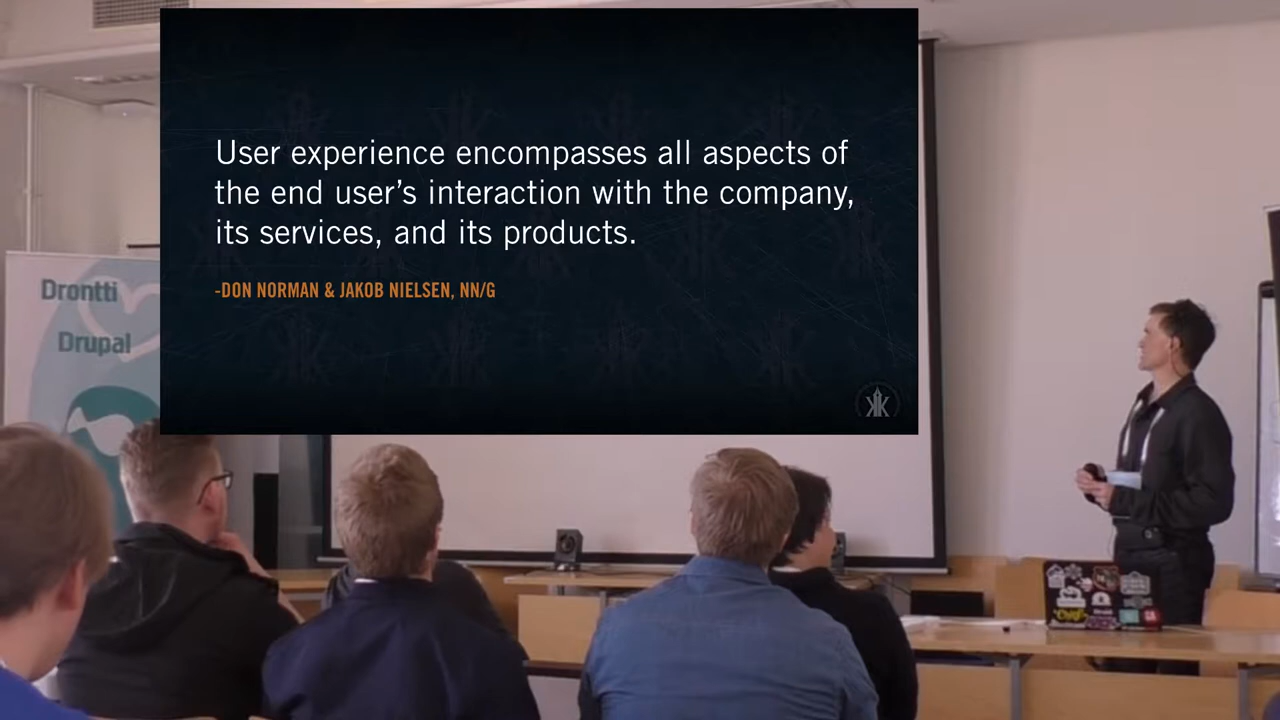 User experience encompasses all aspects of
the end user’s interaction with the company,
its services, and its products.
-DON NORMAN & JAKOB NIELSEN, NN/G
Drontti
Drupal